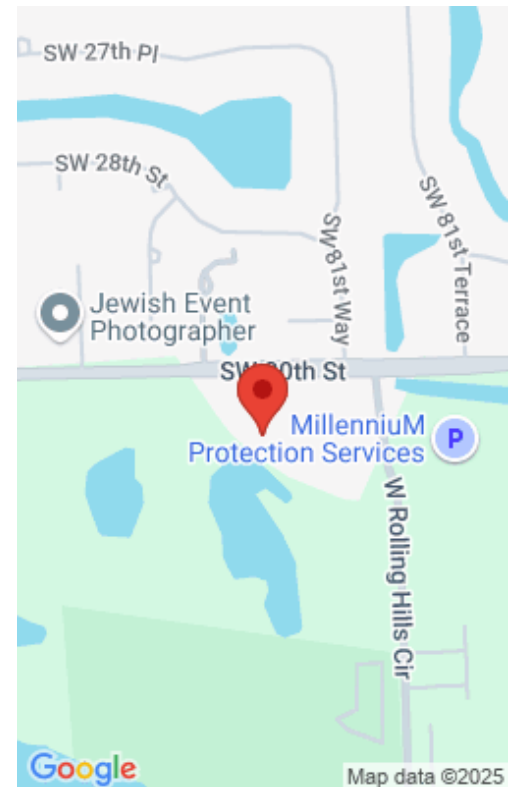 SW 27th Pl
SW 28th St
SW 81st Way
SW 81st Terrace
Jewish Event
Photographer
SW 30th St
MillenniuM
Protection Services
P
W Rolling Hills Cir
Google
Map data ©2025